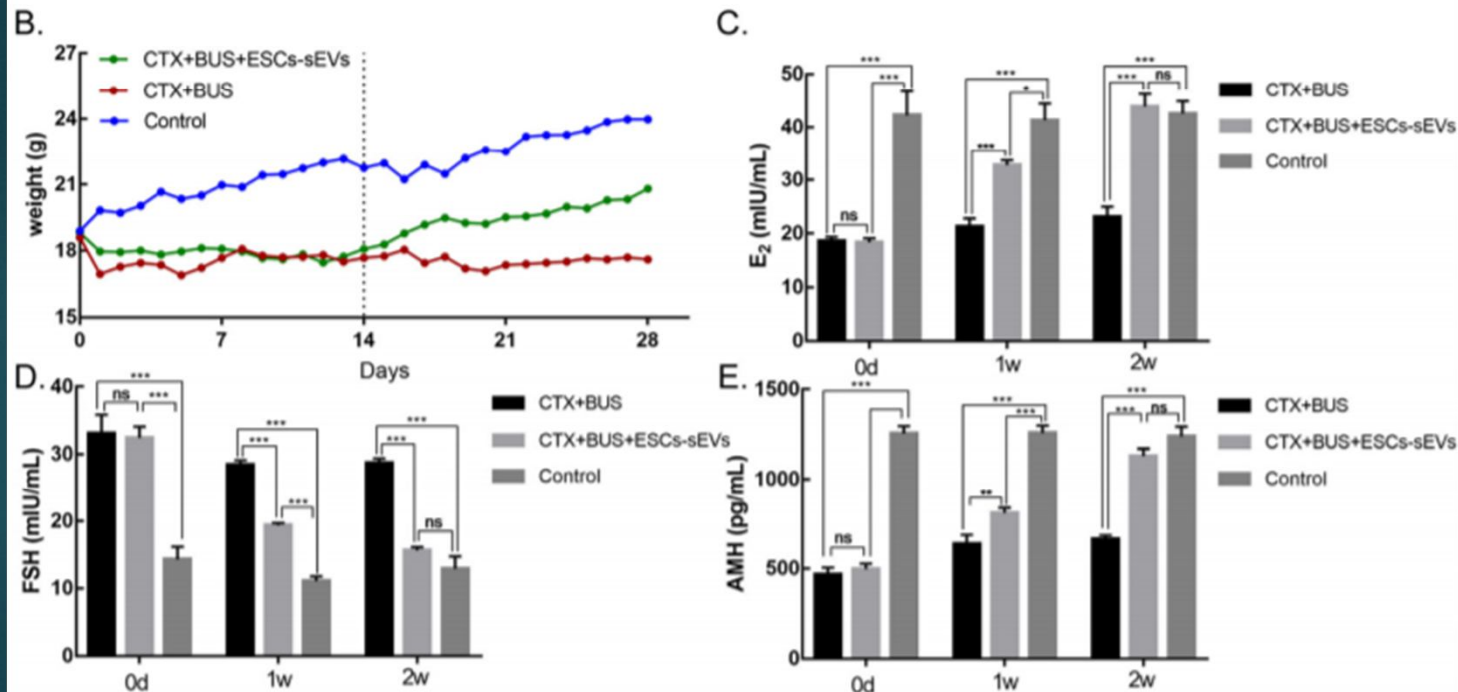 B.
27
24
21
18
15
weight (g)
CTX+BUS+ESCs-sEVs
CTX+BUS
Control
0
7
14
21
28
Days
C.
50
40
30
20
10
0
E2 (mIU/mL)
***
***
ns
***
*
***
***
***
ns
0d
1w
2w
CTX+BUS
CTX+BUS+ESCs-sEVs
Control
D.
40
30
20
10
0
FSH (mIU/mL)
***
ns
***
***
***
***
***
***
ns
0d
1w
2w
CTX+BUS
CTX+BUS+ESCs-sEVs
Control
E.
1500
1000
500
0
AMH (pg/mL)
***
ns
***
***
**
***
***
ns
0d
1w
2w
CTX+BUS
CTX+BUS+ESCs-sEVs
Control